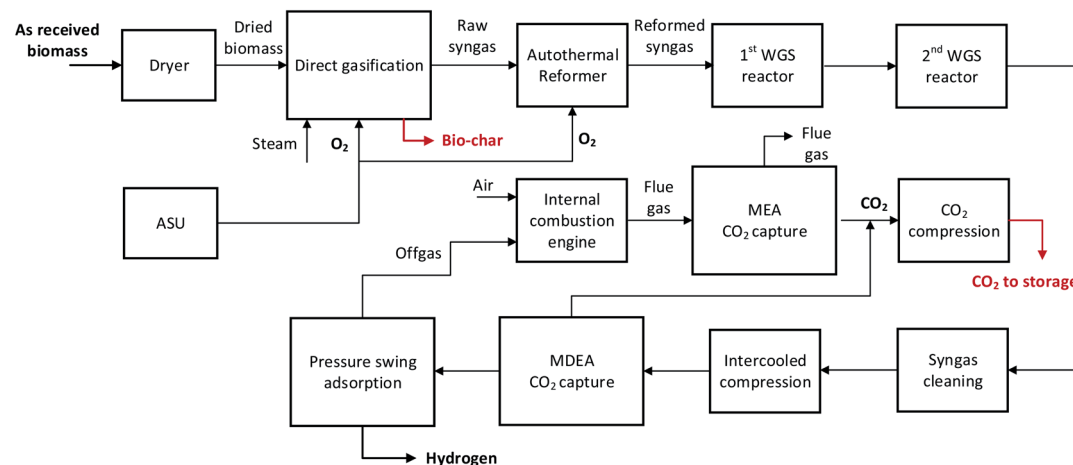 As received
biomass
Dryer
Dried
biomass
Direct gasification
Raw
syngas
Autothermal
Reformer
Reformed
syngas
1st WGS
reactor
2nd WGS
reactor
Steam
O₂
Bio-char
O₂
ASU
Air
Internal
combustion
engine
Flue
gas
MEA
CO₂ capture
Flue
gas
CO₂
CO₂
compression
CO₂ to storage
Offgas
Pressure swing
adsorption
MDEA
CO₂ capture
Intercooled
compression
Syngas
cleaning
Hydrogen